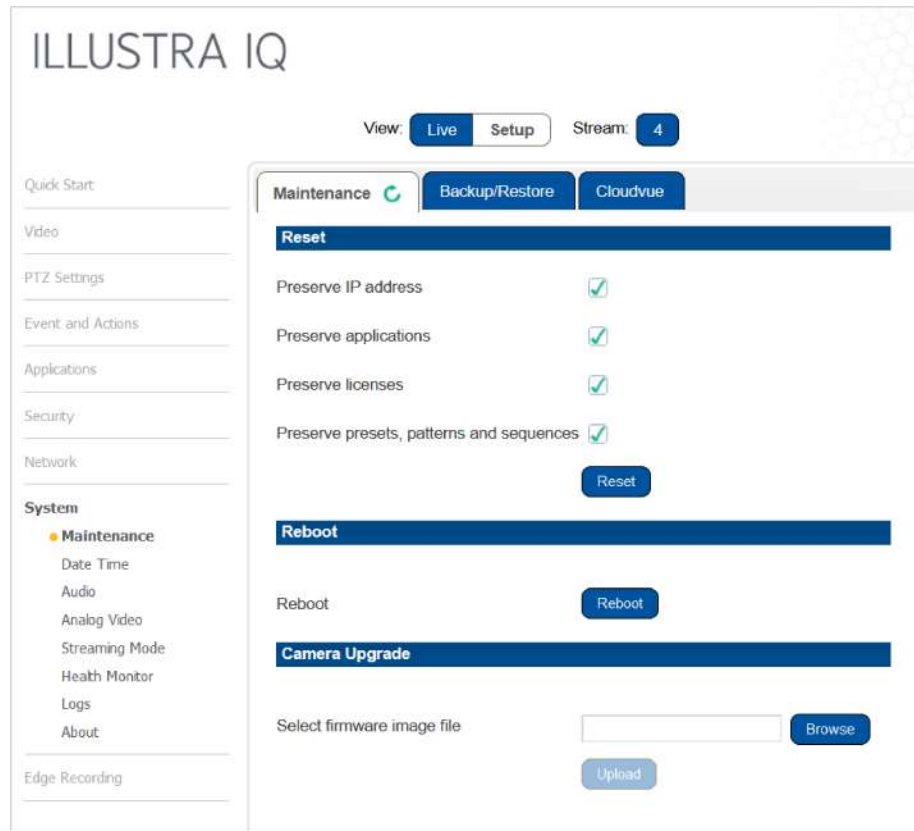 ILLUSTRA IQ
View: Live Setup Stream: 4
Quick Start
Video
PTZ Settings
Event and Actions
Applications
Security
Network
System
Maintenance
Date Time
Audio
Analog Video
Streaming Mode
Health Monitor
Logs
About
Edge Recording
Maintenance Backup/Restore Cloudvue
Reset
Preserve IP address
Preserve applications
Preserve licenses
Preserve presets, patterns and sequences
Reset
Reboot
Reboot Reboot
Camera Upgrade
Select firmware image file Browse
Upload